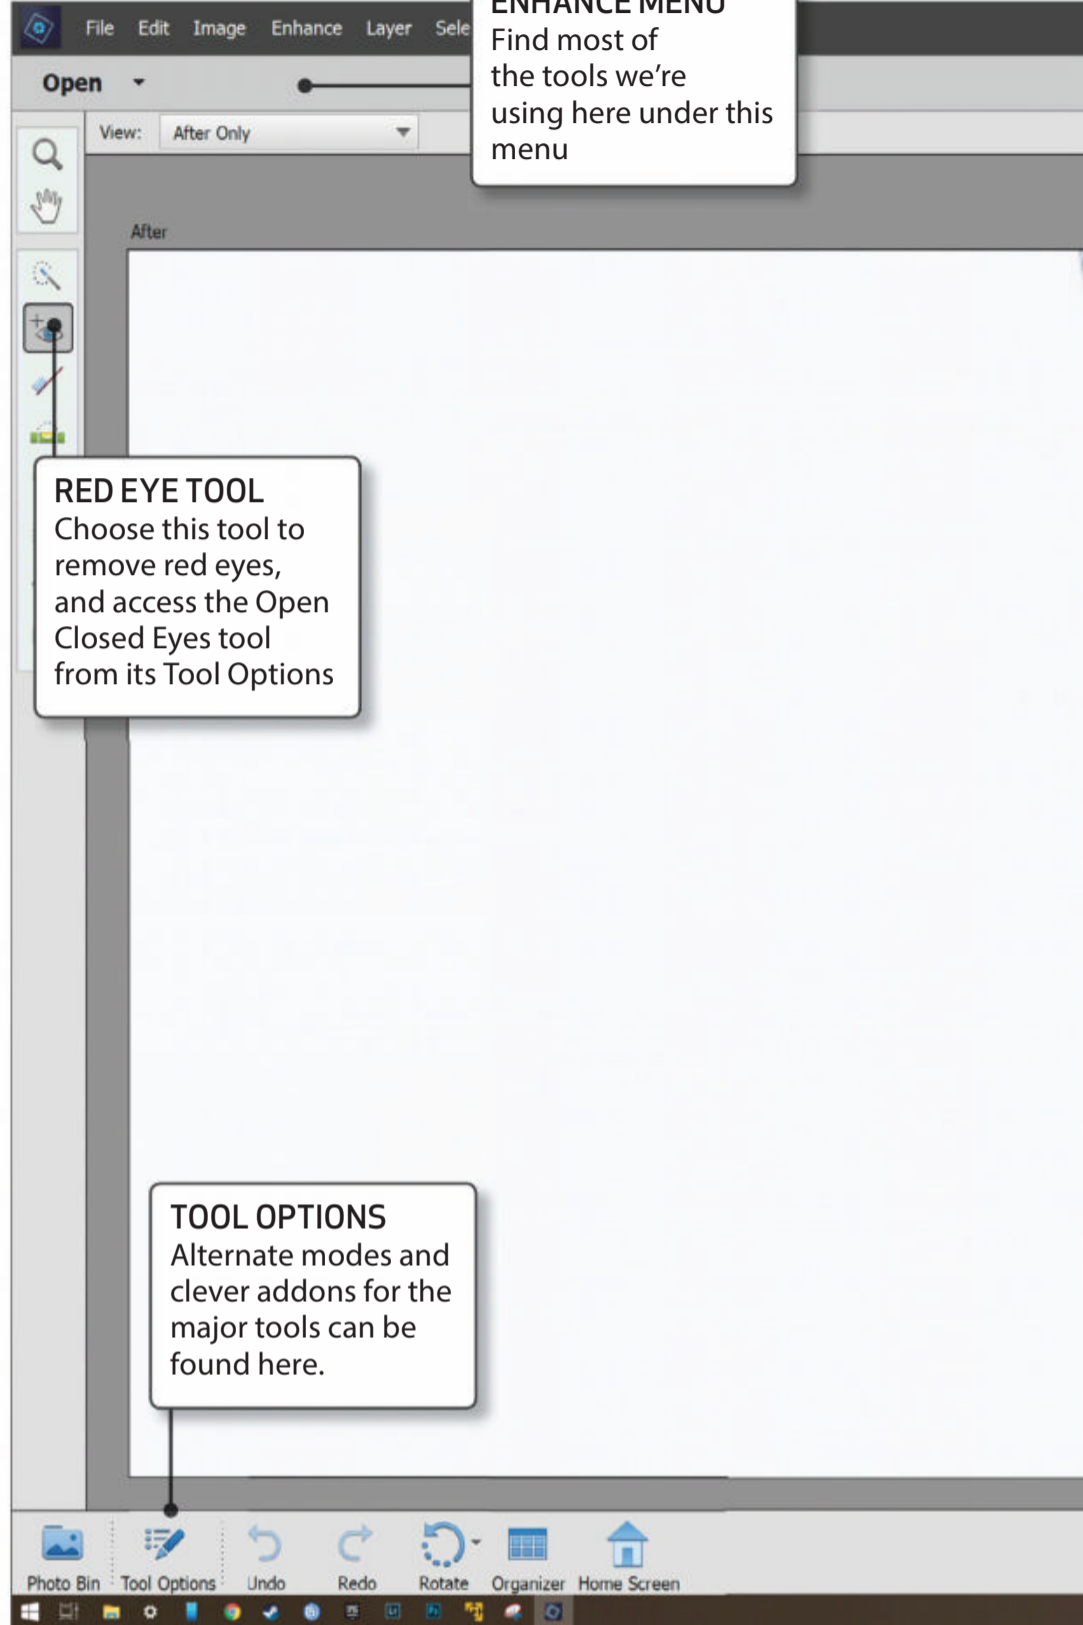 ENHANCE MENU
Find most of
the tools we're
using here under this
menu
File Edit Image Enhance Layer
Open
View: After Only
After
RED EYE TOOL
Choose this tool to
remove red eyes,
and access the Open
Closed Eyes tool
from its Tool Options
TOOL OPTIONS
Alternate modes and
clever addons for the
major tools can be
found here.
Photo Bin Tool Options Undo Redo Rotate Organizer Home Screen